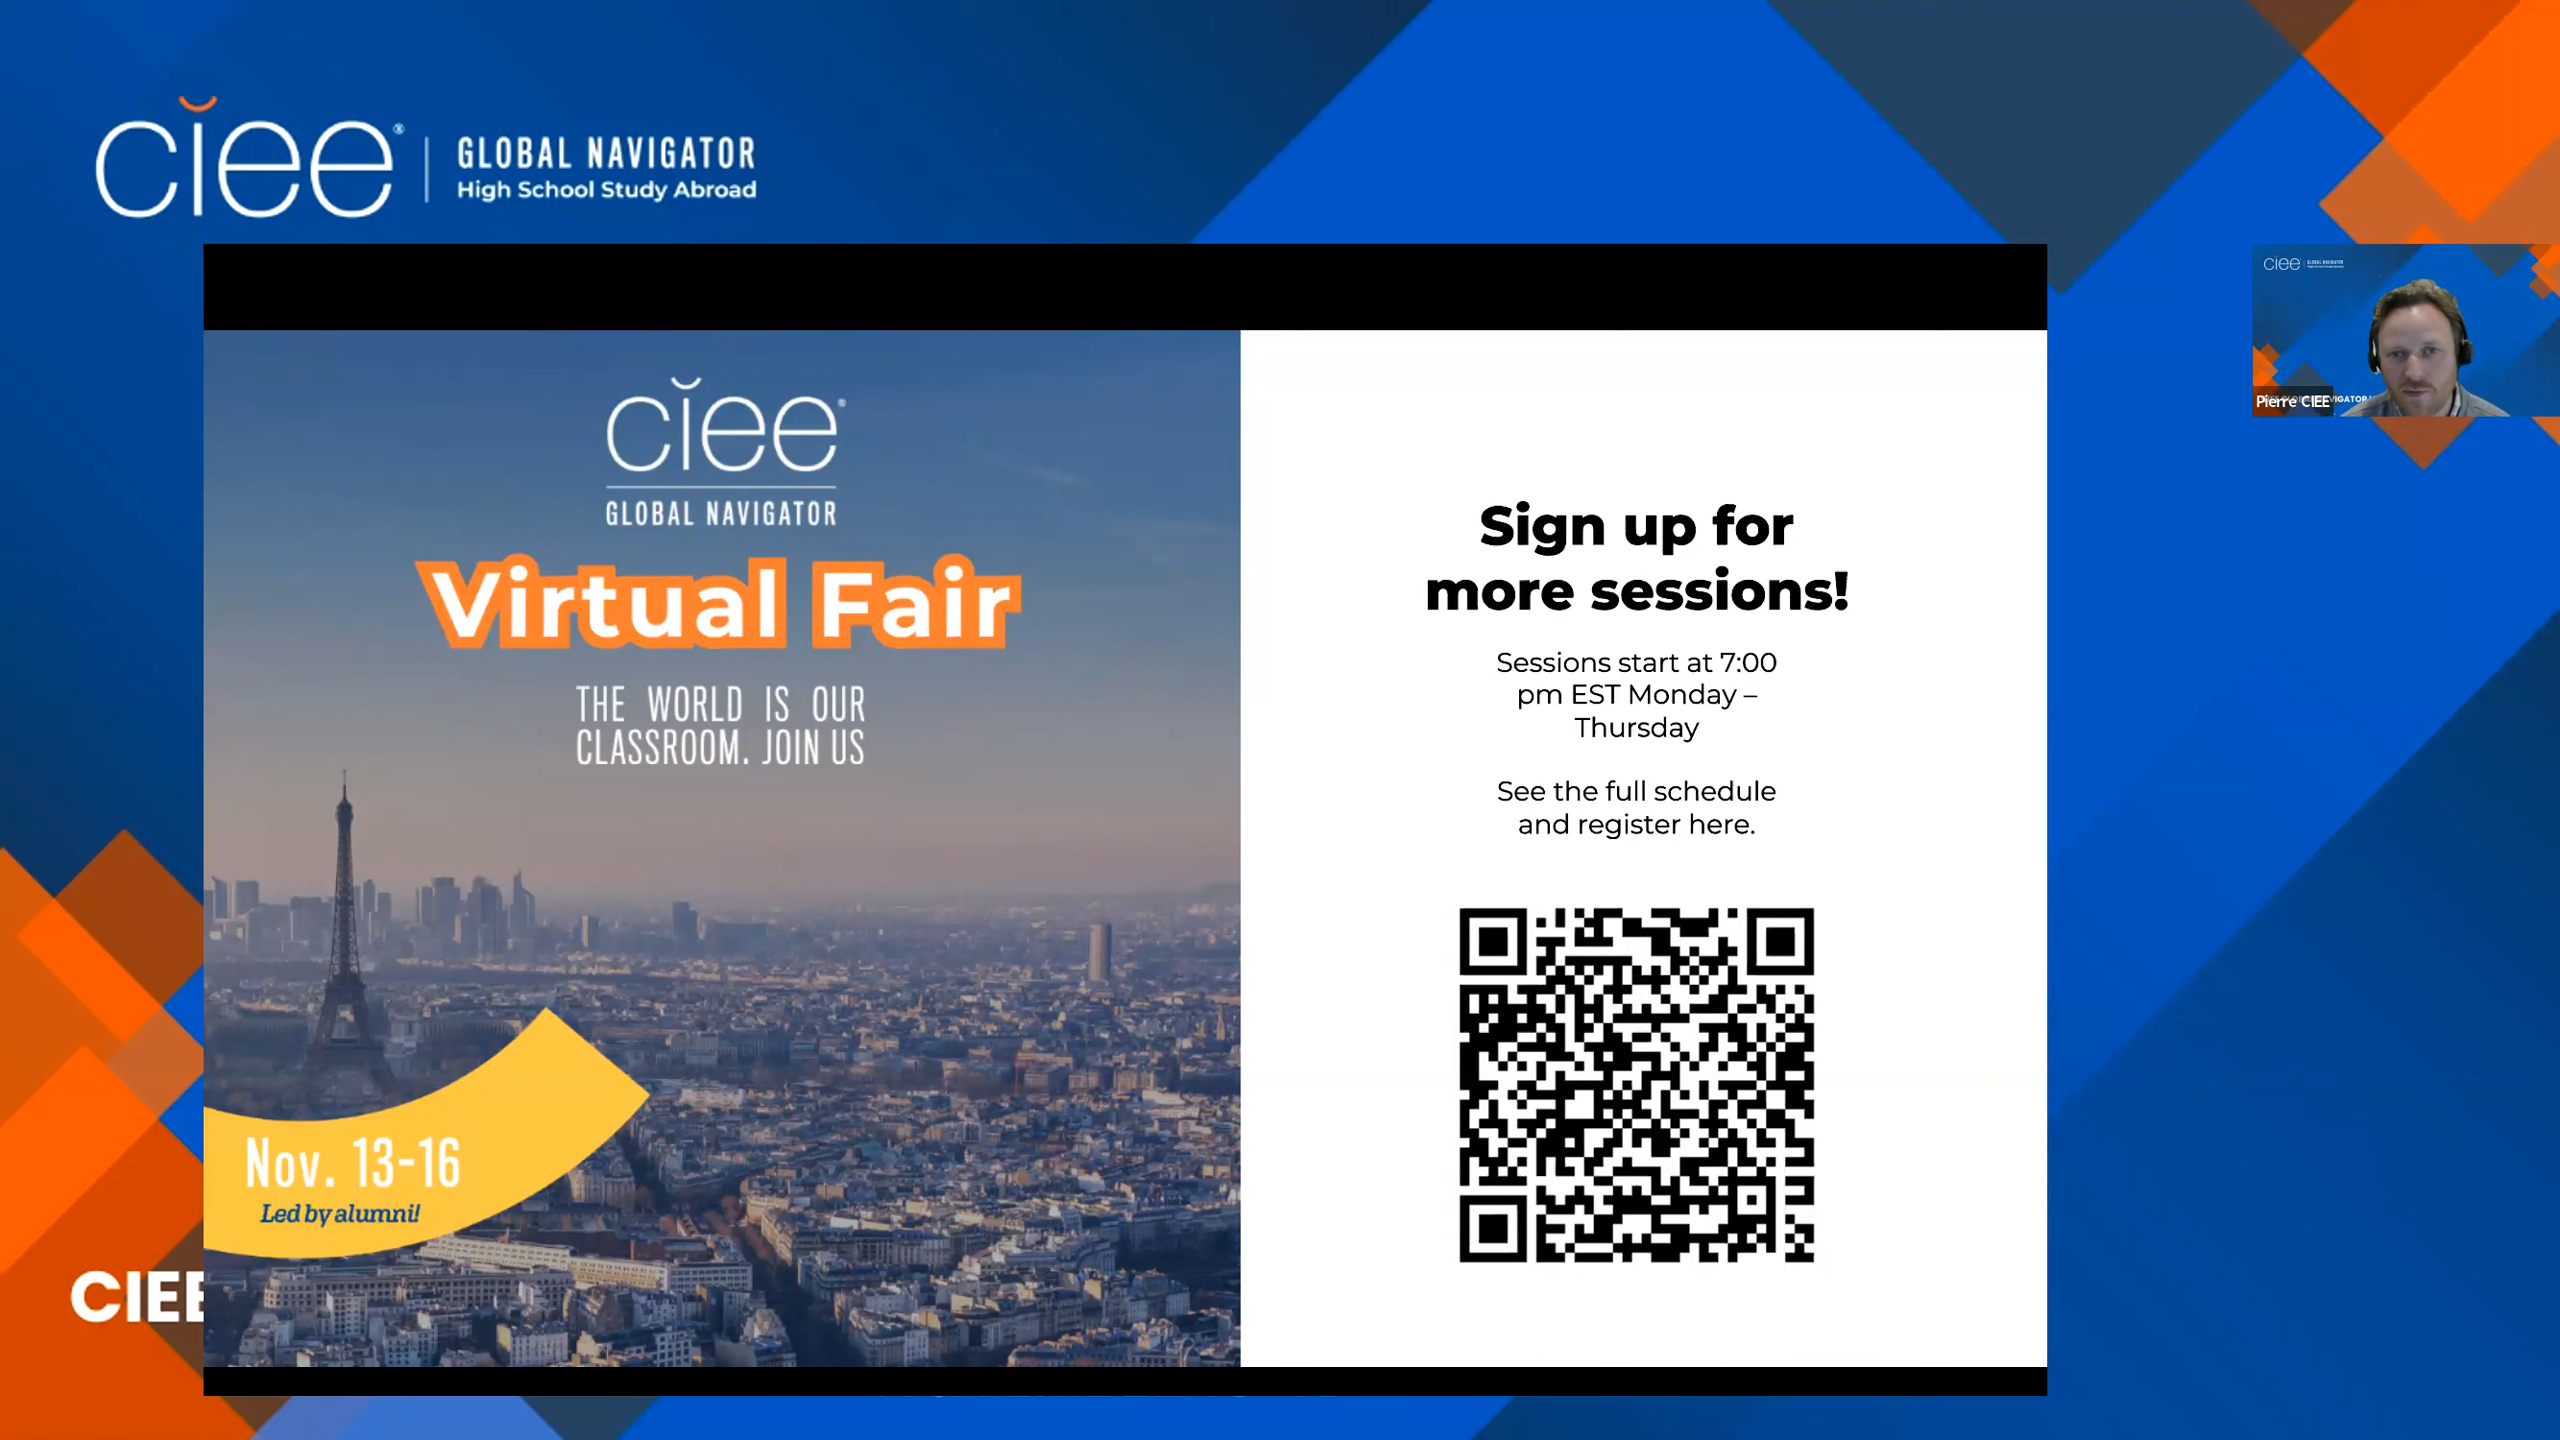 ciee®
GLOBAL NAVIGATOR
High School Study Abroad
ciee®
GLOBAL NAVIGATOR
Virtual Fair
THE WORLD IS OUR
CLASSROOM. JOIN US
Nov. 13-16
Led by alumni!
Sign up for
more sessions!
Sessions start at 7:00
pm EST Monday –
Thursday
See the full schedule
and register here.
ciee
Pierre CIEE
CIEE